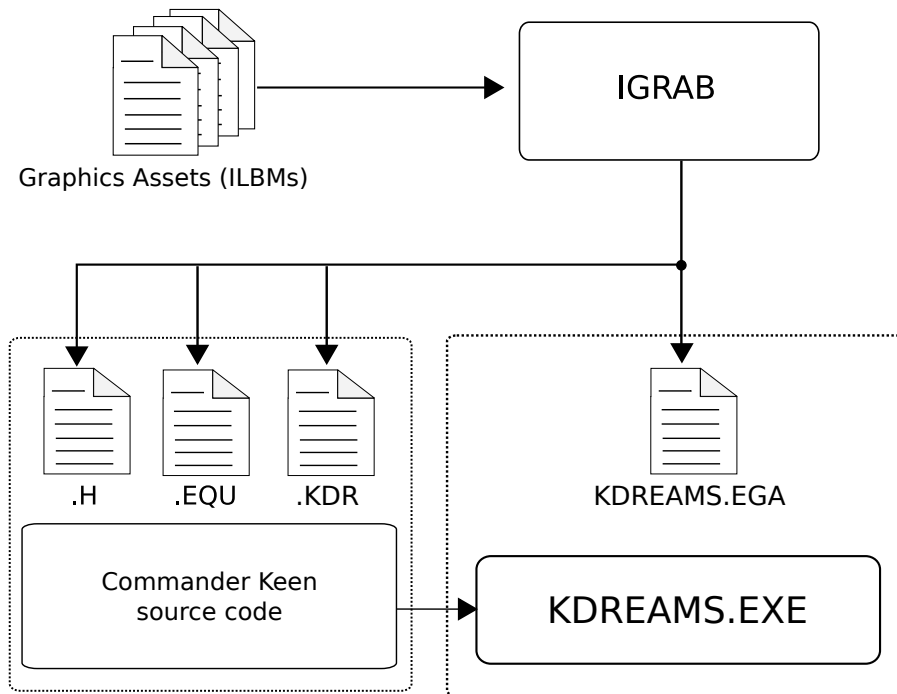 IGRAB
Graphics Assets (ILBMs)
.H
.EQU
.KDR
KDREAMS.EGA
Commander Keen
source code
KDREAMS.EXE